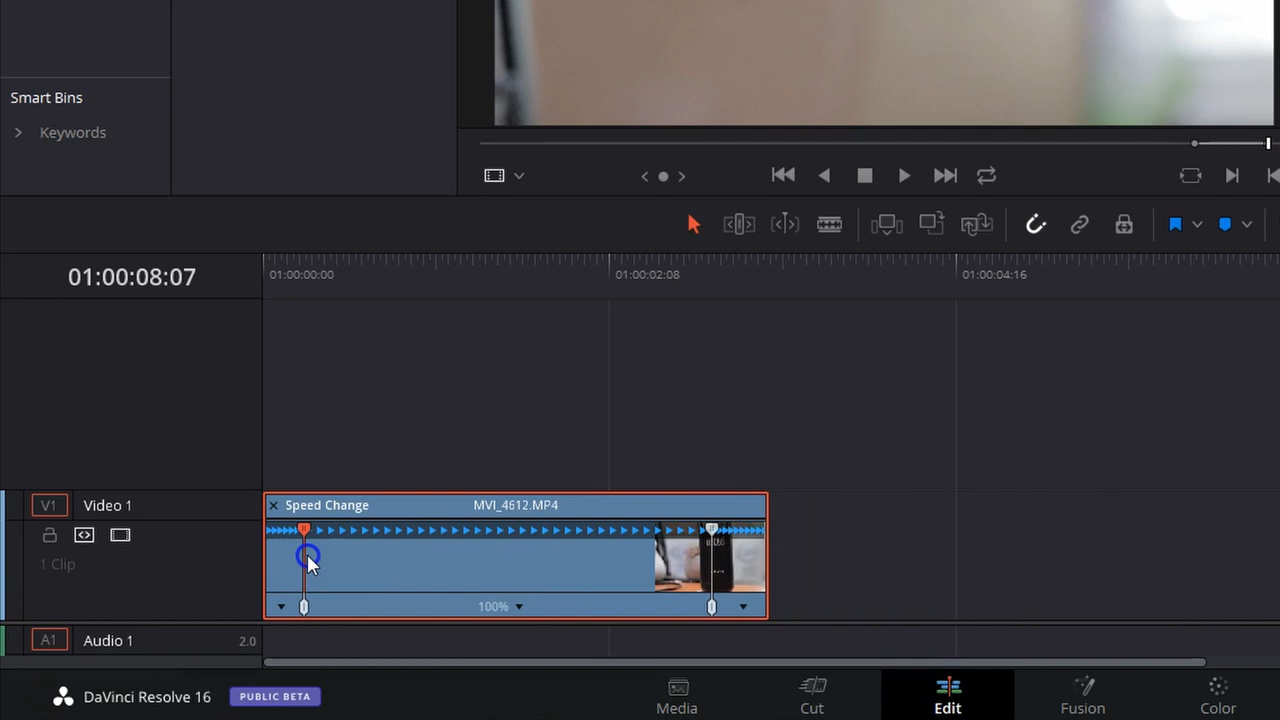 Smart Bins
Keywords
01:00:08:07
01:00:00:00
01:00:02:08
01:00:04:16
V1
Video 1
Speed Change
MVI_4612.MP4
1 Clip
100%
A1
Audio 1
2.0
DaVinci Resolve 16
PUBLIC BETA
Media
Cut
Edit
Fusion
Color